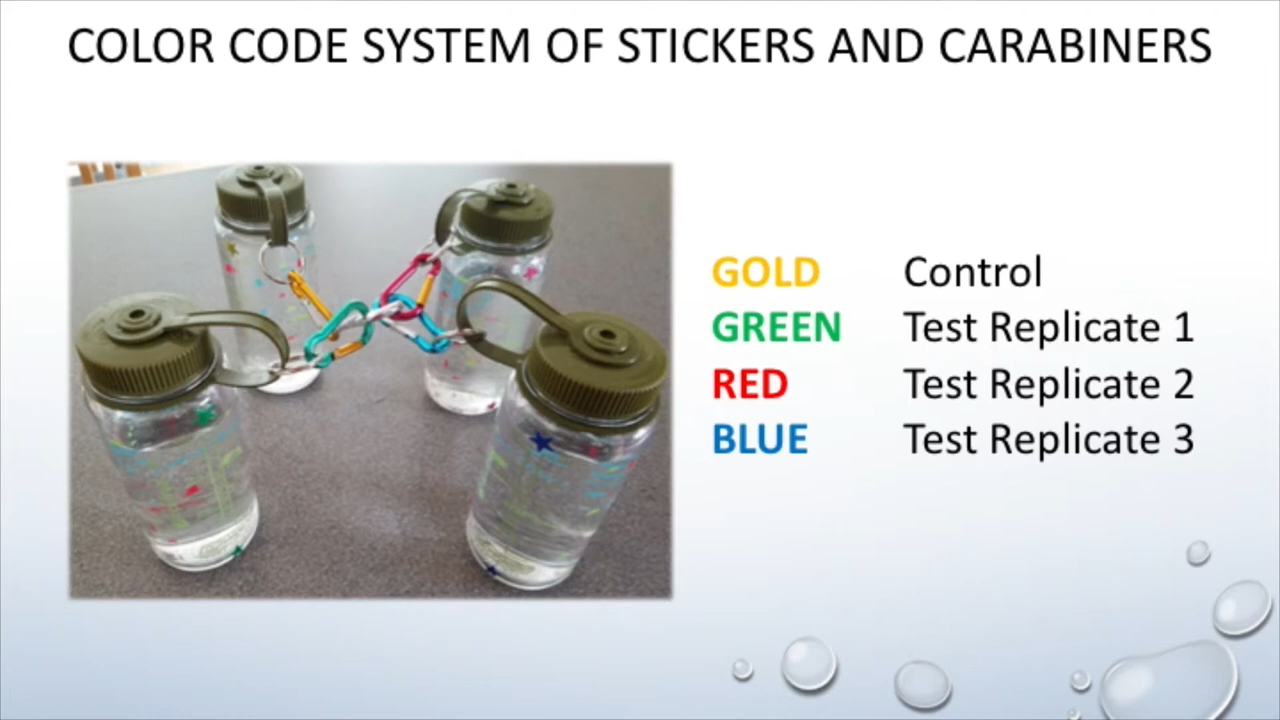 COLOR CODE SYSTEM OF STICKERS AND CARABINERS
GOLD Control
GREEN Test Replicate 1
RED Test Replicate 2
BLUE Test Replicate 3